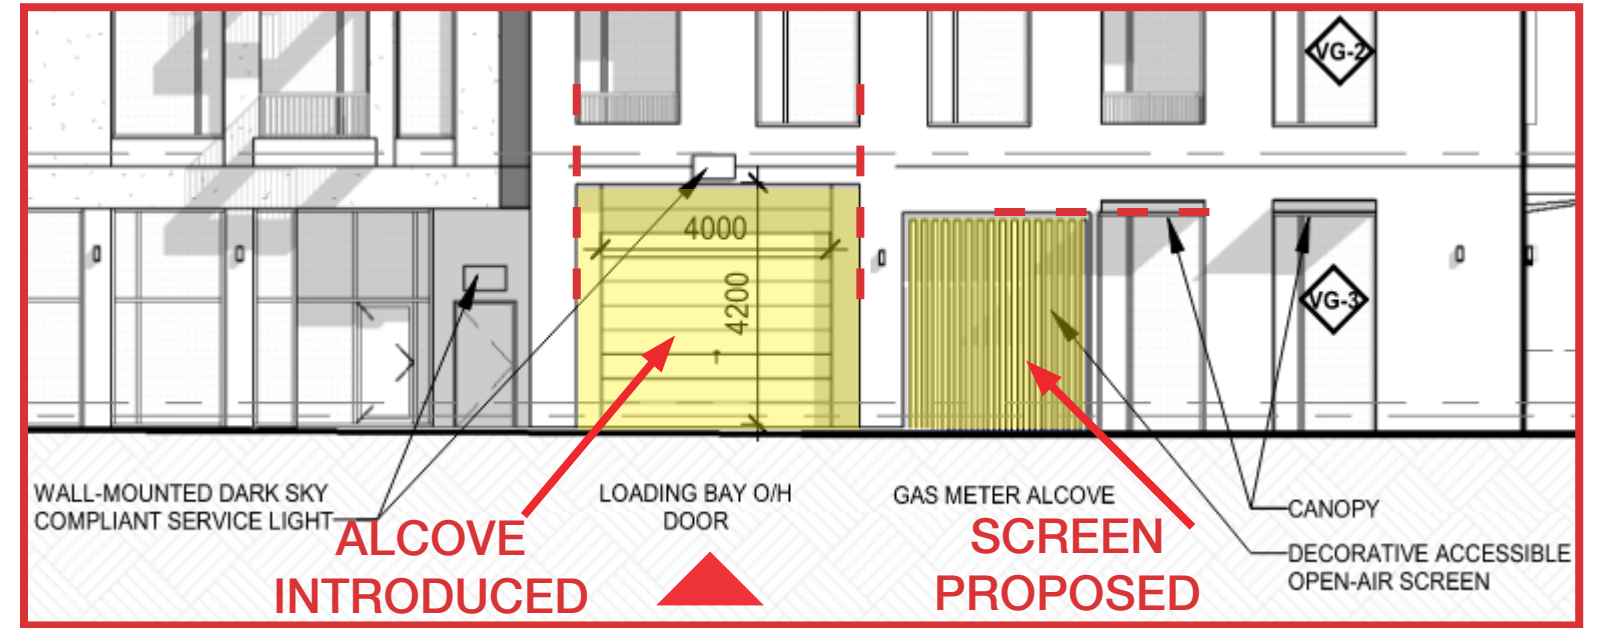 VG-2
4000
4200
VG-3
WALL-MOUNTED DARK SKY
COMPLIANT SERVICE LIGHT
LOADING BAY O/H
DOOR
GAS METER ALCOVE
CANOPY
DECORATIVE ACCESSIBLE
OPEN-AIR SCREEN
ALCOVE
INTRODUCED
SCREEN
PROPOSED